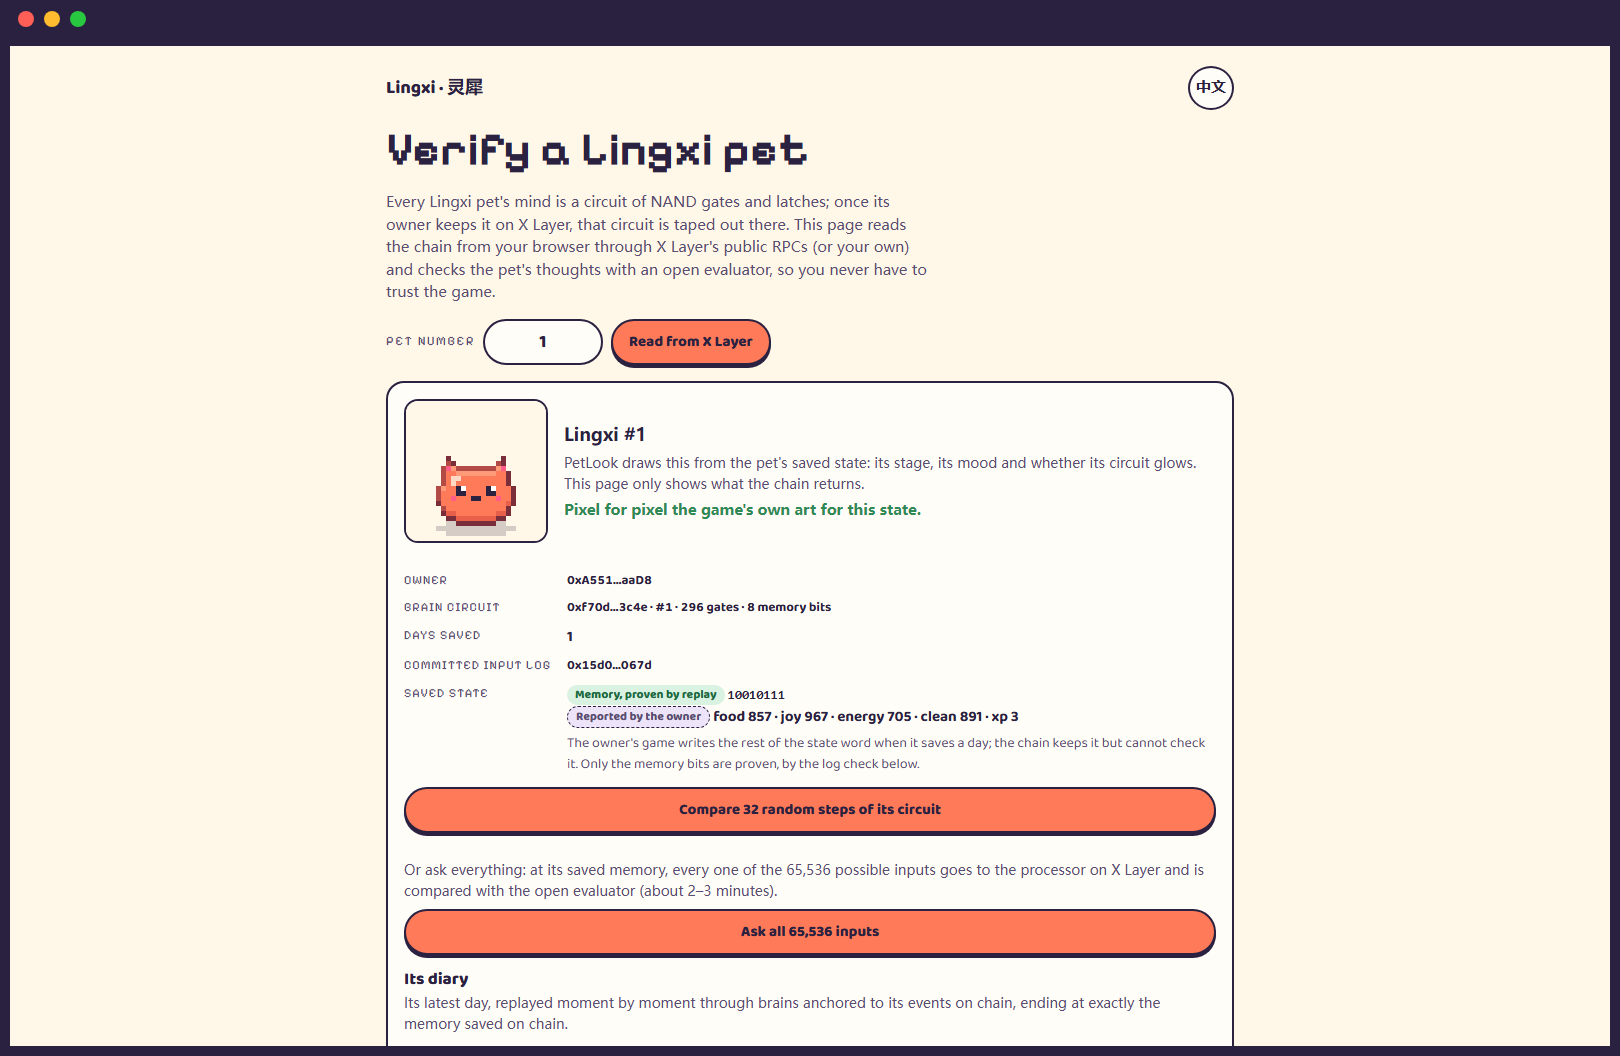 Lingxi · 灵犀
中文
Verify a Lingxi pet
Every Lingxi pet's mind is a circuit of NAND gates and latches; once its
owner keeps it on X Layer, that circuit is taped out there. This page reads
the chain from your browser through X Layer's public RPCs (or your own)
and checks the pet's thoughts with an open evaluator, so you never have to
trust the game.
PET NUMBER
1
Read from X Layer
Lingxi #1
PetLook draws this from the pet's saved state: its stage, its mood and whether its circuit glows.
This page only shows what the chain returns.
Pixel for pixel the game's own art for this state.
OWNER
0xA551…aaD8
BRAIN CIRCUIT
0xf70d…3c4e · #1 · 296 gates · 8 memory bits
DAYS SAVED
1
COMMITTED INPUT LOG
0x15d0…067d
SAVED STATE
Memory, proven by replay 10010111
Reported by the owner food 857 · joy 967 · energy 705 · clean 891 · xp 3
The owner's game writes the rest of the state word when it saves a day; the chain keeps it but cannot check
it. Only the memory bits are proven, by the log check below.
Compare 32 random steps of its circuit
Or ask everything: at its saved memory, every one of the 65,536 possible inputs goes to the processor on X Layer and is
compared with the open evaluator (about 2–3 minutes).
Ask all 65,536 inputs
Its diary
Its latest day, replayed moment by moment through brains anchored to its events on chain, ending at exactly the
memory saved on chain.